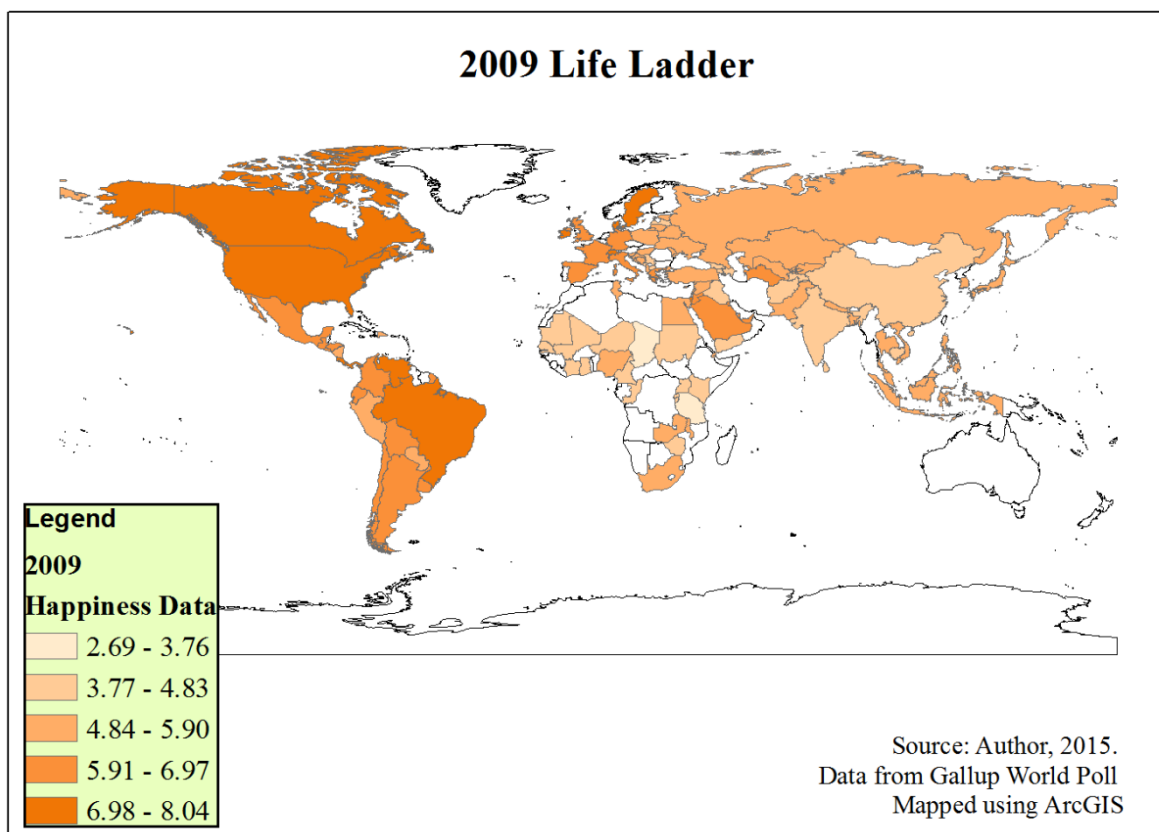 2009 Life Ladder
Legend
2009
Happiness Data
2.69 - 3.76
3.77 - 4.83
4.84 - 5.90
5.91 - 6.97
6.98 - 8.04
Source: Author, 2015.
Data from Gallup World Poll
Mapped using ArcGIS